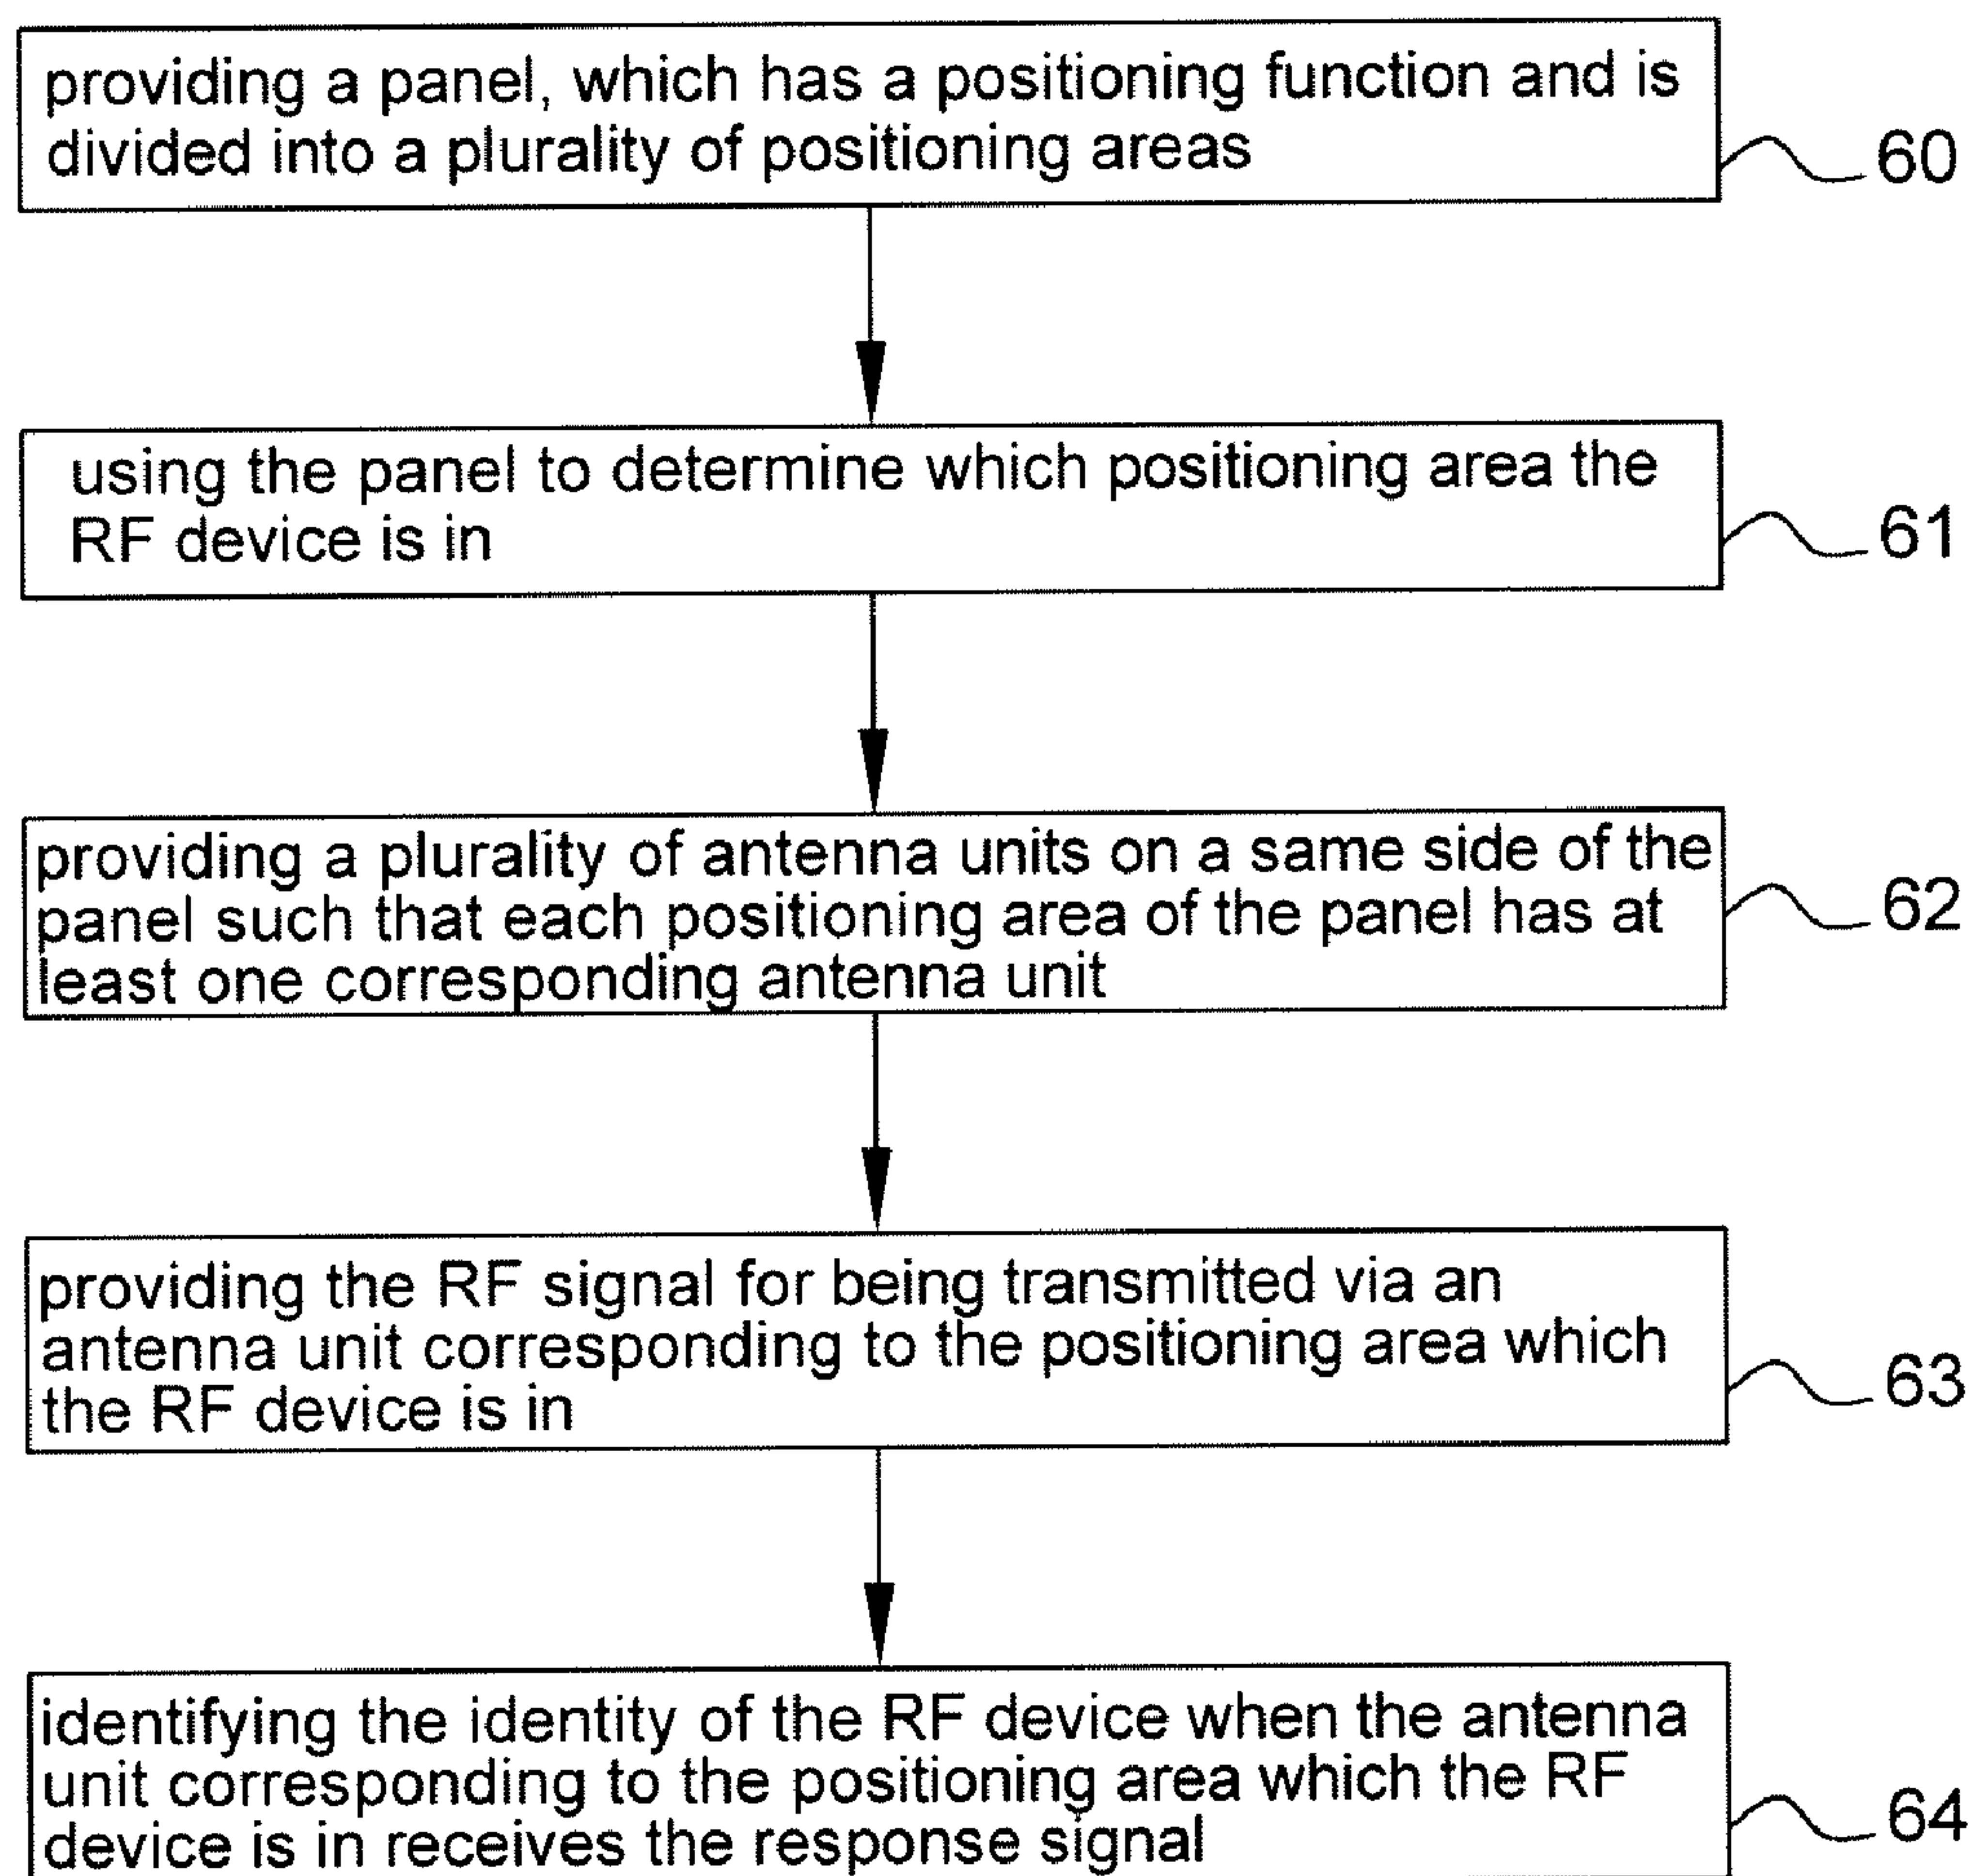 providing a panel, which has a positioning function and is
divided into a plurality of positioning areas
60
using the panel to determine which positioning area the
RF device is in
61
providing a plurality of antenna units on a same side of the
panel such that each positioning area of the panel has at
least one corresponding antenna unit
62
providing the RF signal for being transmitted via an
antenna unit corresponding to the positioning area which
the RF device is in
63
identifying the identity of the RF device when the antenna
unit corresponding to the positioning area which the RF
device is in receives the response signal
64